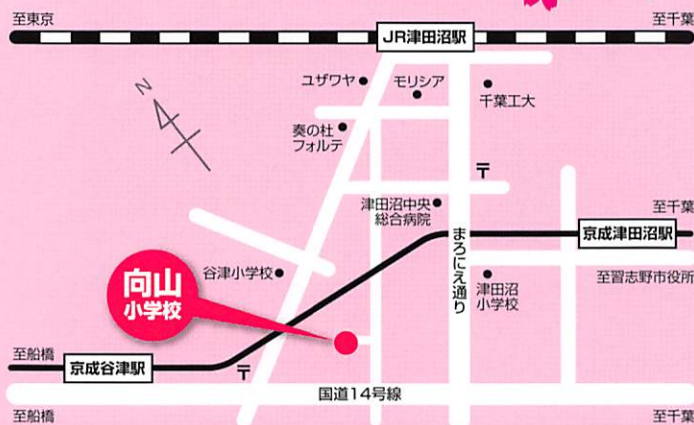 至東京
至千葉
JR津田沼駅
ユザワヤ
モリシア
千葉工大
N
奏の杜
フォルテ
〒
津田沼中央
総合病院
至千葉
京成津田沼駅
まろにえ通り
谷津小学校
津田沼
小学校
至習志野市役所
向山
小学校
至船橋
京成谷津駅
〒
国道14号線
至船橋
至千葉